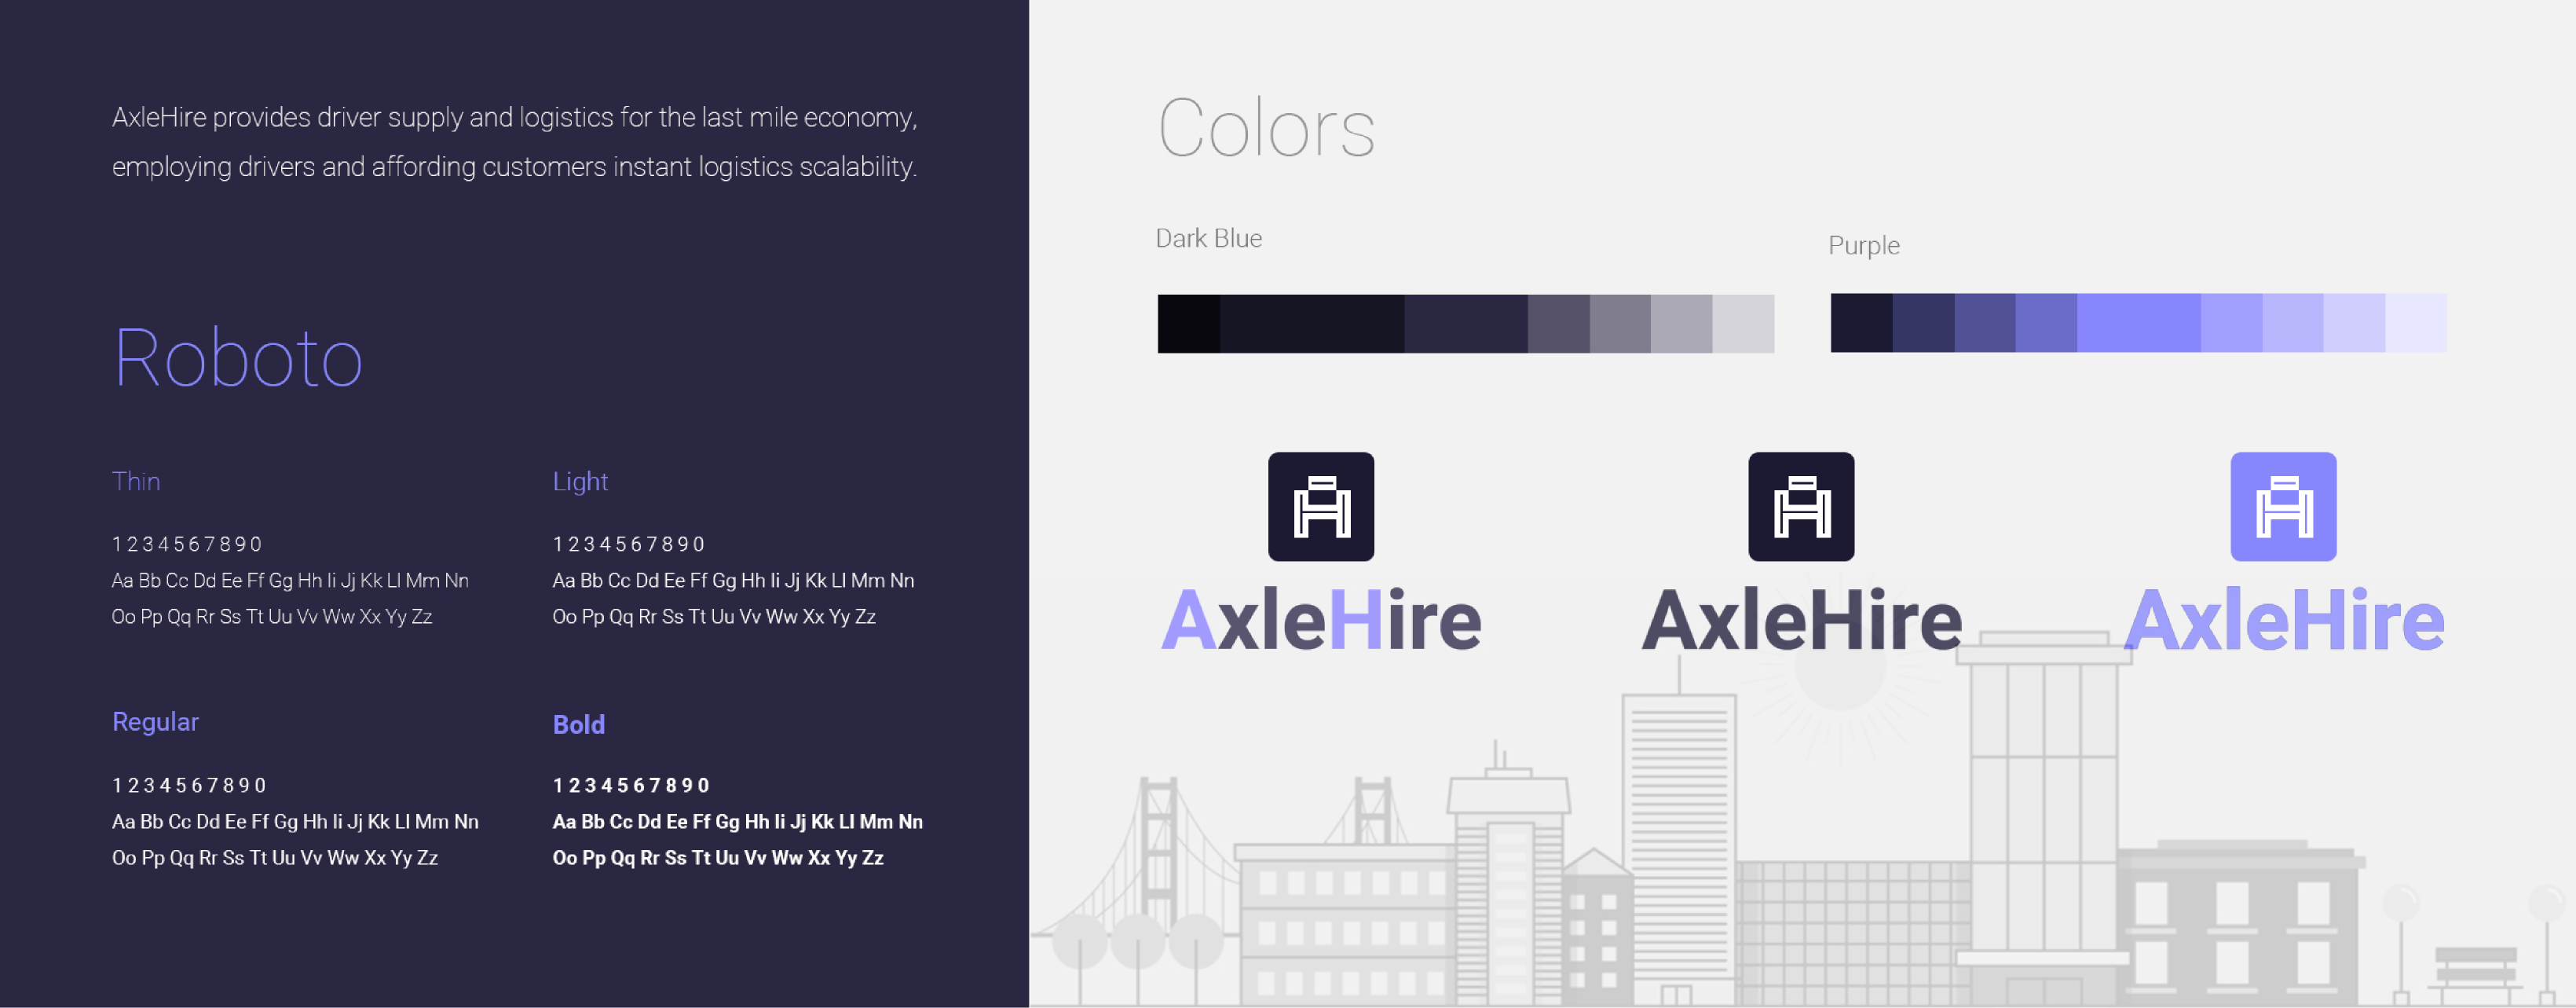 AxleHire provides driver supply and logistics for the last mile economy,
employing drivers and affording customers instant logistics scalability.
Roboto
Thin
1 2 3 4 5 6 7 8 9 0
Aa Bb Cc Dd Ee Ff Gg Hh Ii Jj Kk Ll Mm Nn
Oo Pp Qq Rr Ss Tt Uu Vv Ww Xx Yy Zz
Light
1 2 3 4 5 6 7 8 9 0
Aa Bb Cc Dd Ee Ff Gg Hh Ii Jj Kk Ll Mm Nn
Oo Pp Qq Rr Ss Tt Uu Vv Ww Xx Yy Zz
Regular
1 2 3 4 5 6 7 8 9 0
Aa Bb Cc Dd Ee Ff Gg Hh Ii Jj Kk Ll Mm Nn
Oo Pp Qq Rr Ss Tt Uu Vv Ww Xx Yy Zz
Bold
1 2 3 4 5 6 7 8 9 0
Aa Bb Cc Dd Ee Ff Gg Hh Ii Jj Kk Ll Mm Nn
Oo Pp Qq Rr Ss Tt Uu Vv Ww Xx Yy Zz
Colors
Dark Blue
Purple
AxleHire
AxleHire
AxleHire